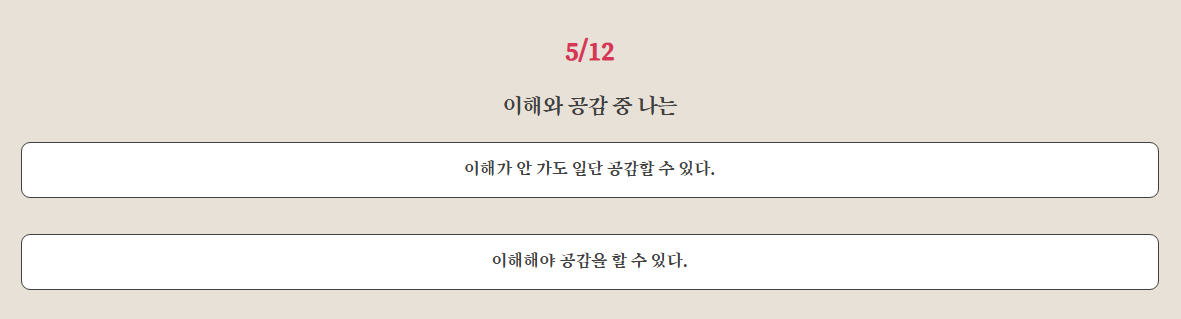 5/12
이해와 공감 중 나는
이해가 안 가도 일단 공감할 수 있다.
이해해야 공감을 할 수 있다.